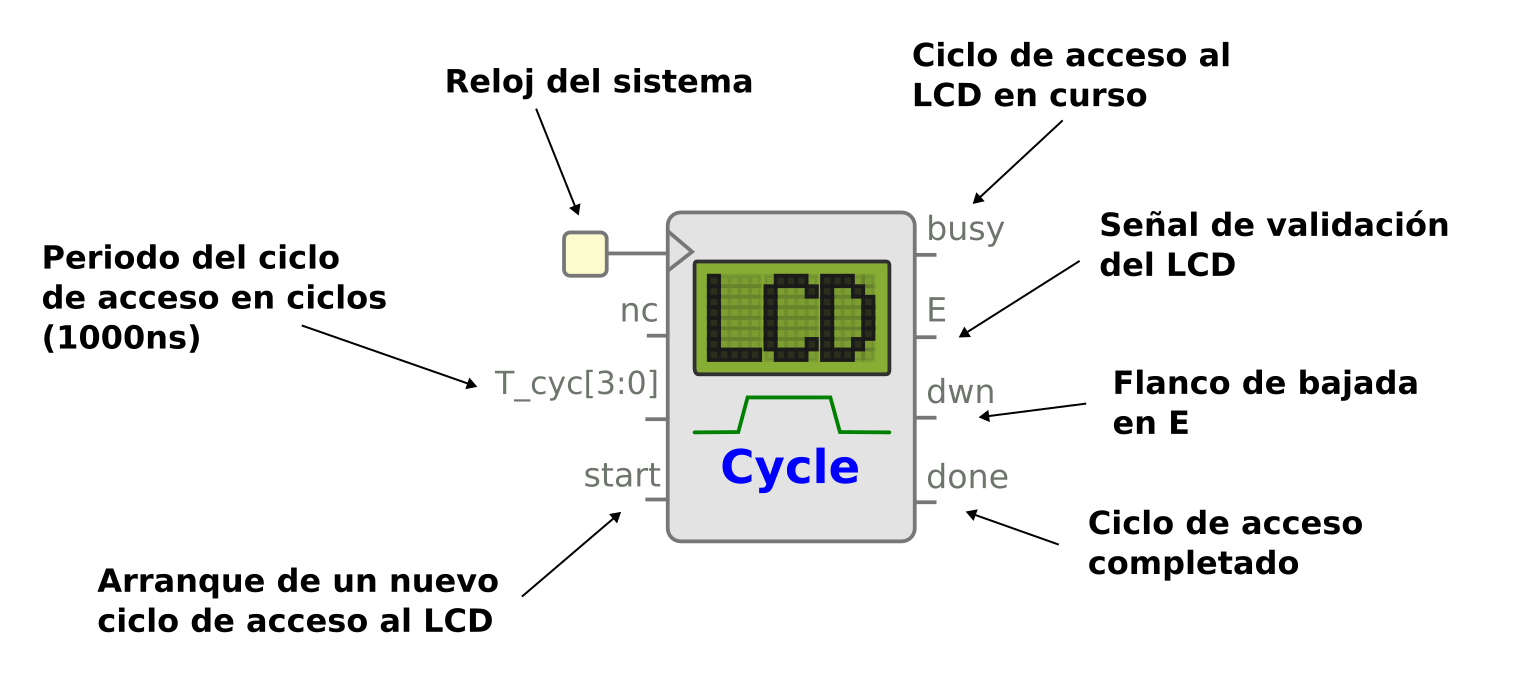 Ciclo de acceso al
LCD en curso
Reloj del sistema
busy
Señal de validación
del LCD
Periodo del ciclo
de acceso en ciclos
(1000ns)
nc
LCD
E
T_cyc[3:0]
dwn
Flanco de bajada
en E
start
Cycle
done
Ciclo de acceso
completado
Arranque de un nuevo
ciclo de acceso al LCD